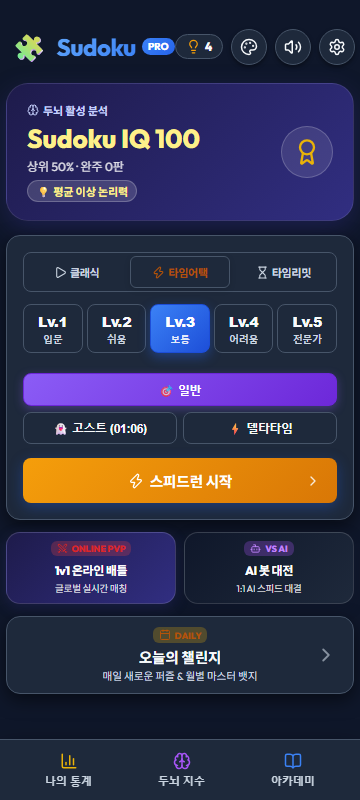 Sudoku PRO 4
두뇌 활성 분석
Sudoku IQ 100
상위 50% · 완주 0판
평균 이상 논리력
클래식 타임어택 타임리밋
Lv.1 Lv.2 Lv.3 Lv.4 Lv.5
입문 쉬움 보통 어려움 전문가
일반
고스트 (01:06) 델타타임
스피드런 시작
ONLINE PVP
1v1 온라인 배틀
글로벌 실시간 매칭
VS AI
AI 봇 대전
1:1 AI 스피드 대결
DAILY
오늘의 챌린지
매일 새로운 퍼즐 & 월별 마스터 뱃지
나의 통계 두뇌 지수 아카데미